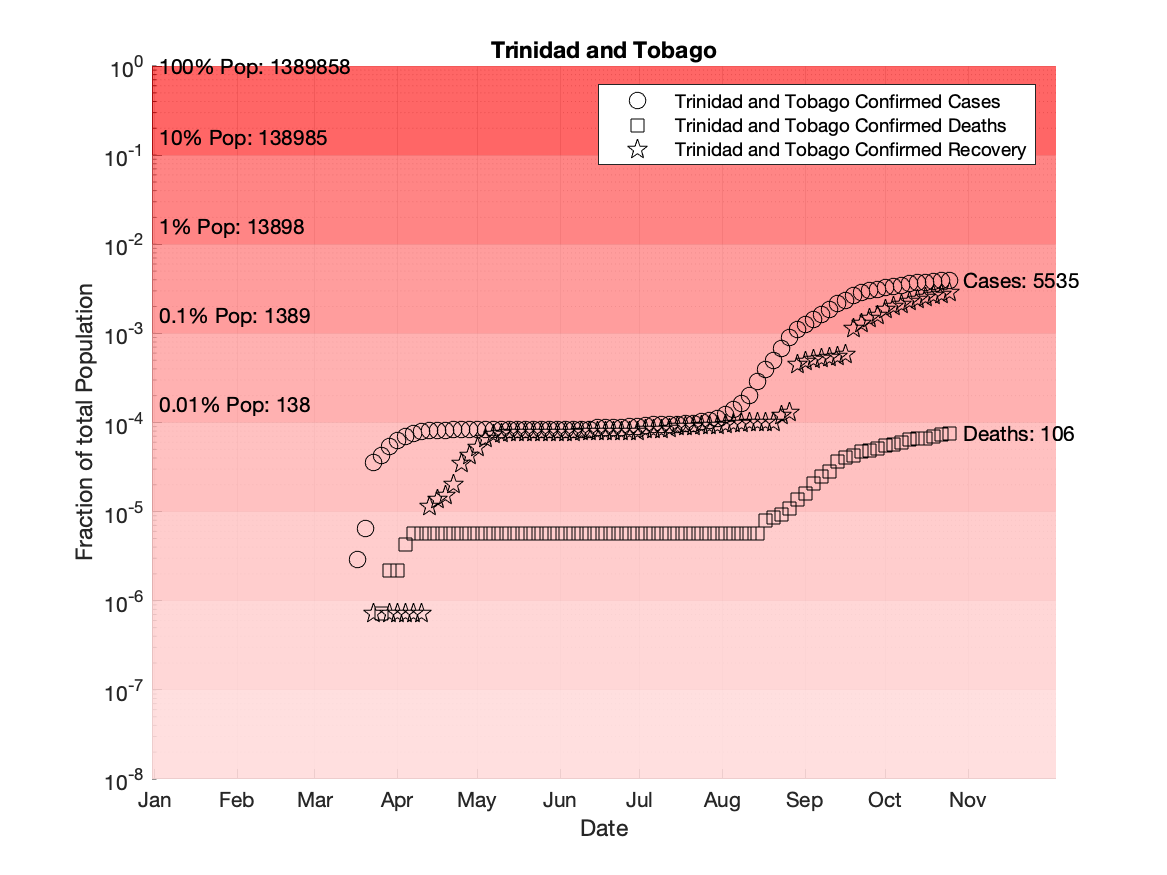 Trinidad and Tobago
10^0
100% Pop: 1389858
Trinidad and Tobago Confirmed Cases
Trinidad and Tobago Confirmed Deaths
Trinidad and Tobago Confirmed Recovery
10% Pop: 138985
10^-1
1% Pop: 13898
10^-2
Cases: 5535
0.1% Pop: 1389
10^-3
0.01% Pop: 138
10^-4
Deaths: 106
10^-5
10^-6
10^-7
10^-8
Fraction of total Population
Jan Feb Mar Apr May Jun Jul Aug Sep Oct Nov
Date